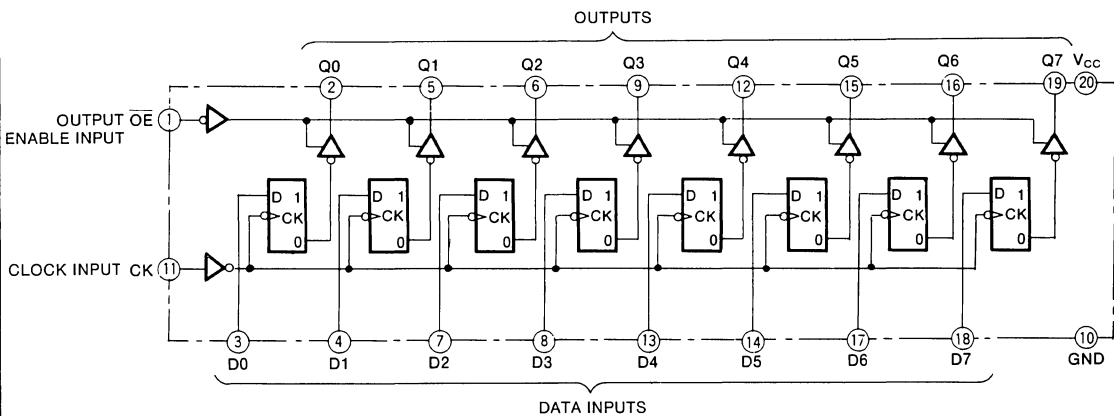 OUTPUTS
Q0 Q1 Q2 Q3 Q4 Q5 Q6 Q7 VCC
2 5 6 9 12 15 16 19 20
OUTPUT OE 1
ENABLE INPUT
D 1 D 1 D 1 D 1 D 1 D 1 D 1 D 1
CK CK CK CK CK CK CK CK
0 0 0 0 0 0 0 0
CLOCK INPUT CK 11
3 4 7 8 13 14 17 18 10
D0 D1 D2 D3 D4 D5 D6 D7 GND
DATA INPUTS